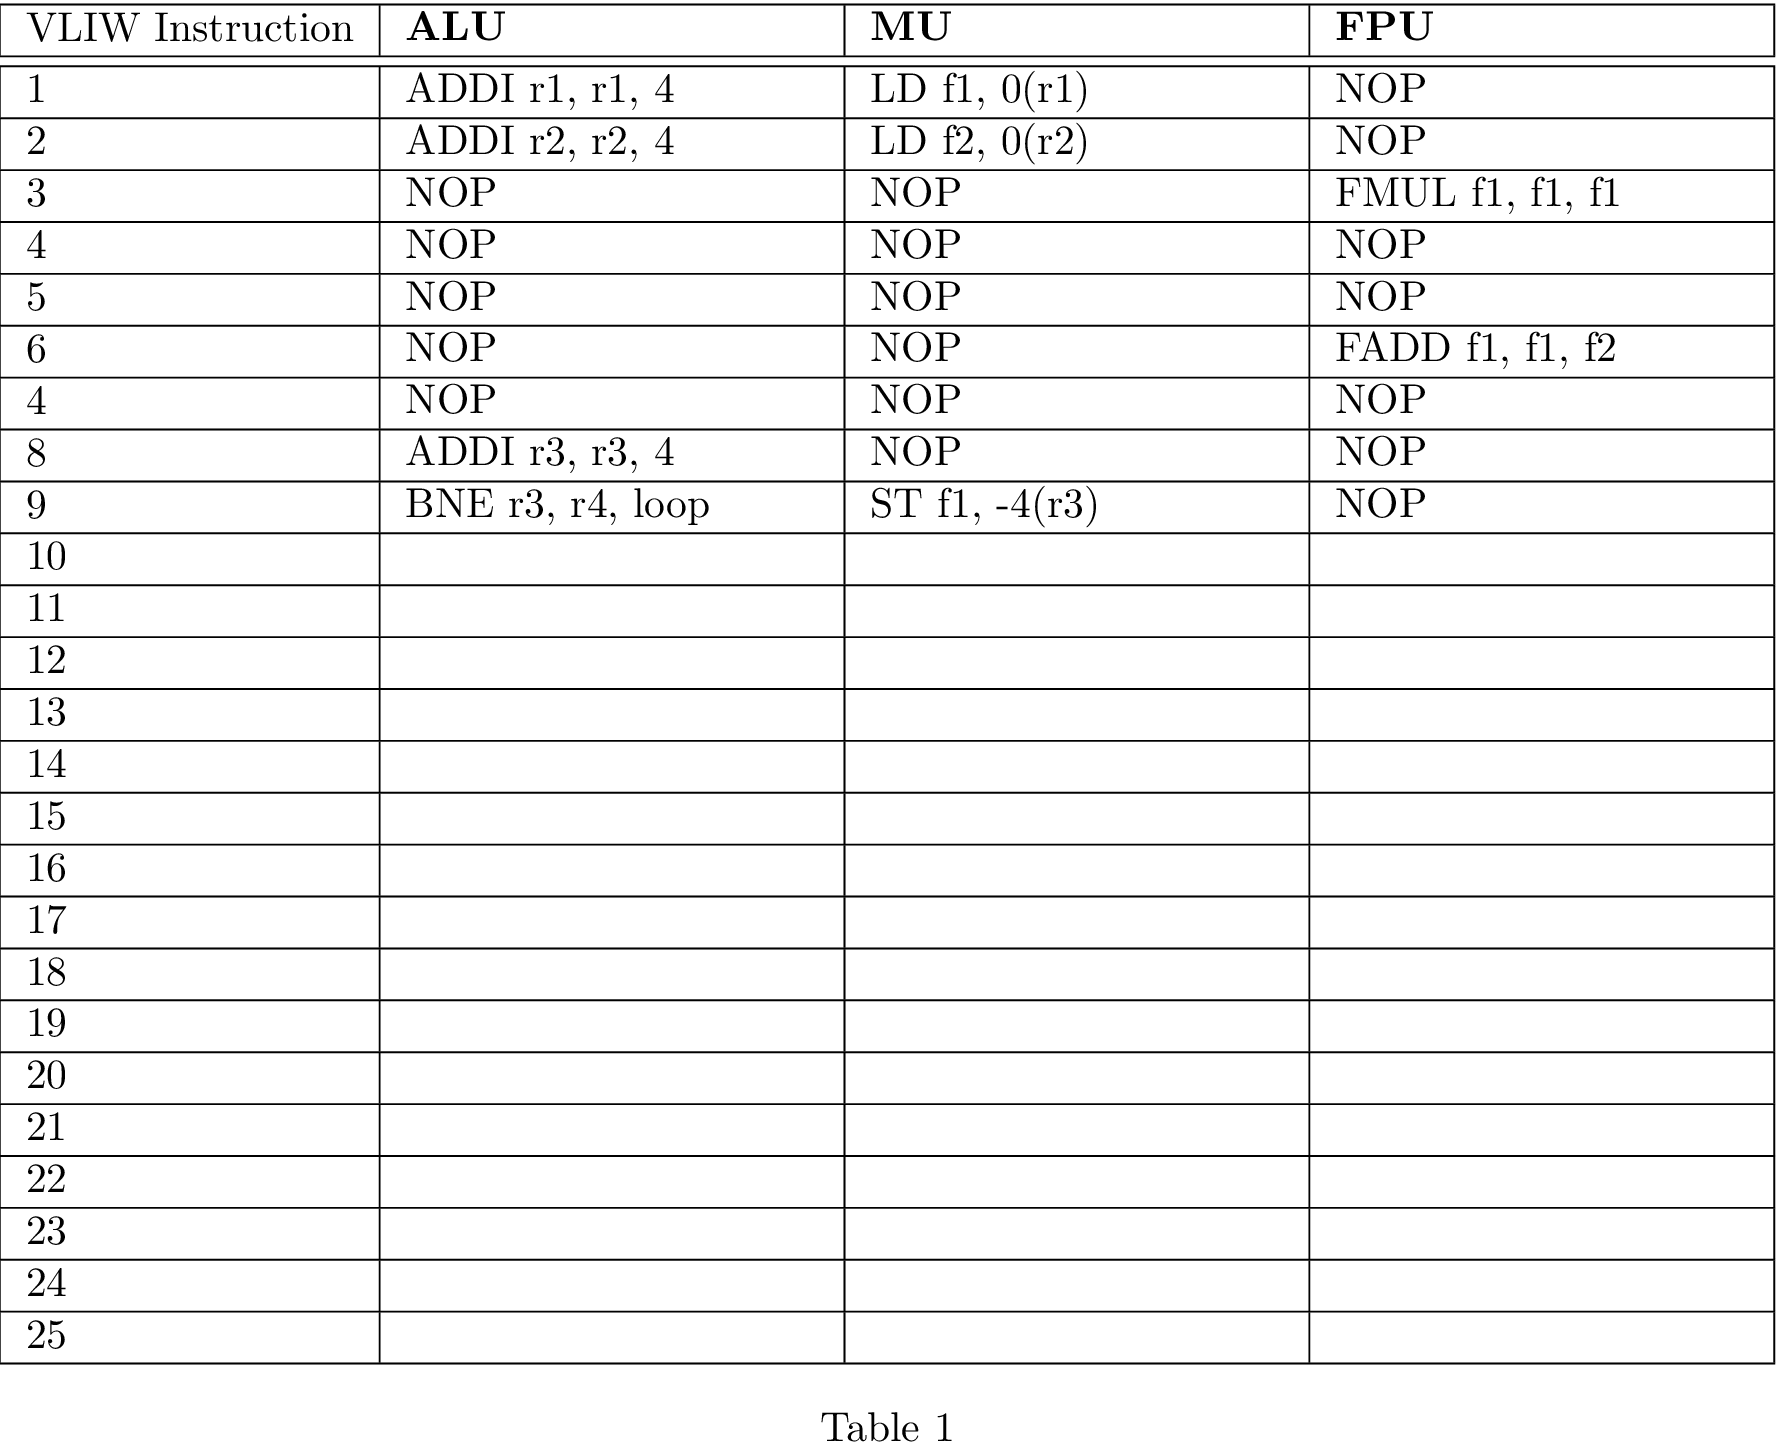 VLIW Instruction ALU MU FPU
1 ADDI r1, r1, 4 LD f1, 0(r1) NOP
2 ADDI r2, r2, 4 LD f2, 0(r2) NOP
3 NOP NOP FMUL f1, f1, f1
4 NOP NOP NOP
5 NOP NOP NOP
6 NOP NOP FADD f1, f1, f2
4 NOP NOP NOP
8 ADDI r3, r3, 4 NOP NOP
9 BNE r3, r4, loop ST f1, -4(r3) NOP
10
11
12
13
14
15
16
17
18
19
20
21
22
23
24
25
Table 1